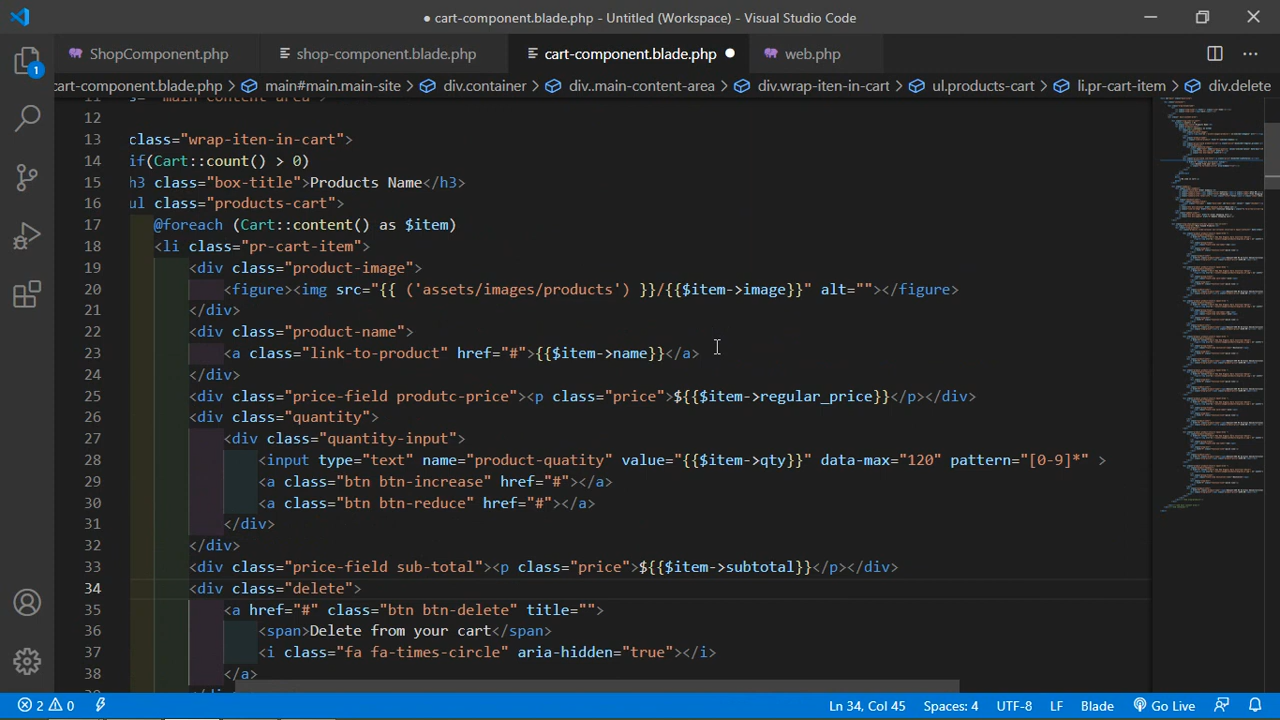 ● cart-component.blade.php - Untitled (Workspace) - Visual Studio Code
ShopComponent.php shop-component.blade.php cart-component.blade.php web.php
1
cart-component.blade.php > main#main.main-site > div.container > div..main-content-area > div.wrap-iten-in-cart > ul.products-cart > li.pr-cart-item > div.delete
12
13 class="wrap-iten-in-cart">
14 if(Cart::count() > 0)
15 h3 class="box-title">Products Name</h3>
16 ul class="products-cart">
17 @foreach (Cart::content() as $item)
18 <li class="pr-cart-item">
19 <div class="product-image">
20 <figure><img src="{{ ('assets/images/products') }}/{{$item->image}}" alt=""></figure>
21 </div>
22 <div class="product-name">
23 <a class="link-to-product" href="#">{{$item->name}}</a>
24 </div>
25 <div class="price-field produtc-price"><p class="price">${{$item->regular_price}}</p></div>
26 <div class="quantity">
27 <div class="quantity-input">
28 <input type="text" name="product-quatity" value="{{$item->qty}}" data-max="120" pattern="[0-9]*" >
29 <a class="btn btn-increase" href="#"></a>
30 <a class="btn btn-reduce" href="#"></a>
31 </div>
32 </div>
33 <div class="price-field sub-total"><p class="price">${{$item->subtotal}}</p></div>
34 <div class="delete">
35 <a href="#" class="btn btn-delete" title="">
36 <span>Delete from your cart</span>
37 <i class="fa fa-times-circle" aria-hidden="true"></i>
38 </a>
2 0 Ln 34, Col 45 Spaces: 4 UTF-8 LF Blade Go Live